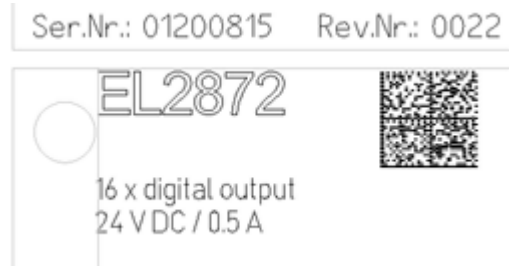 Ser.Nr.: 01200815 Rev.Nr.: 0022
EL2872
16 x digital output
24 V DC / 0.5 A